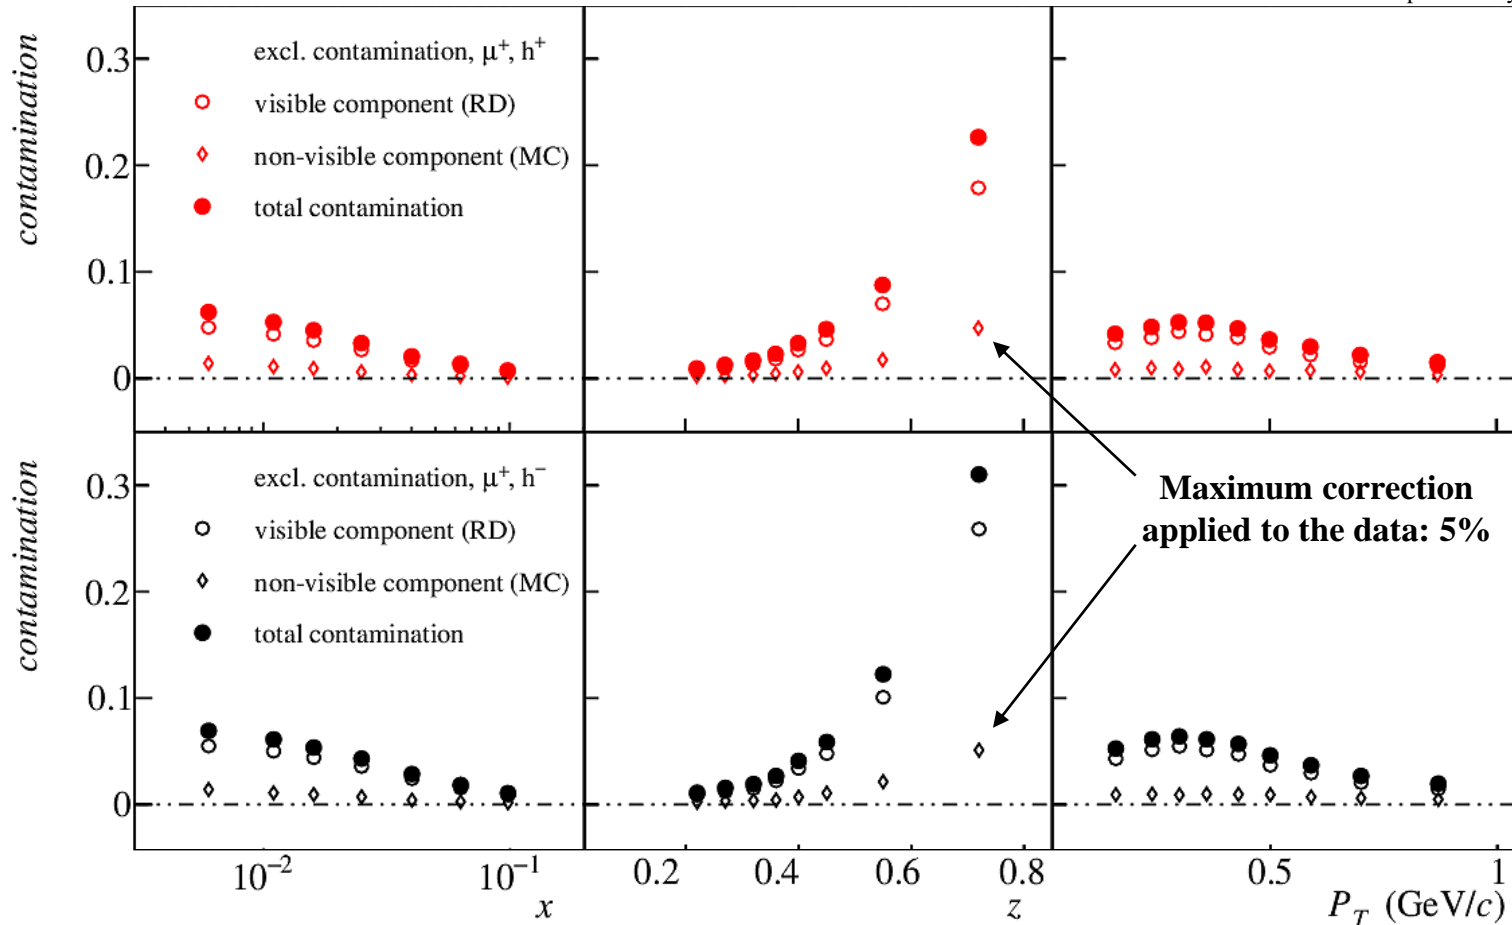 contamination
0.3
0.2
0.1
0
excl. contamination, μ⁺, h⁺
visible component (RD)
non-visible component (MC)
total contamination
contamination
0.3
0.2
0.1
0
excl. contamination, μ⁺, h⁻
visible component (RD)
non-visible component (MC)
total contamination
Maximum correction
applied to the data: 5%
10⁻² 10⁻¹ 0.2 0.4 0.6 0.8 0.5 1
x z P_T (GeV/c)